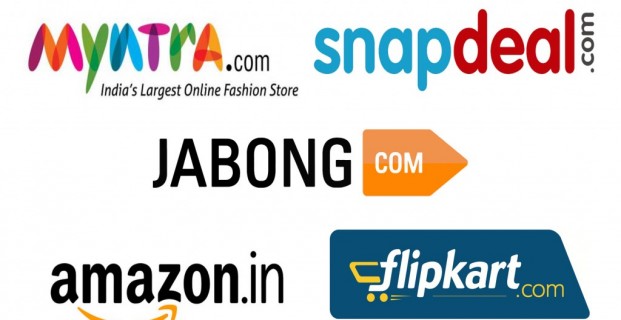 myntra.com
India's Largest Online Fashion Store
snapdeal.com
JABONG COM
amazon.in
flipkart.com